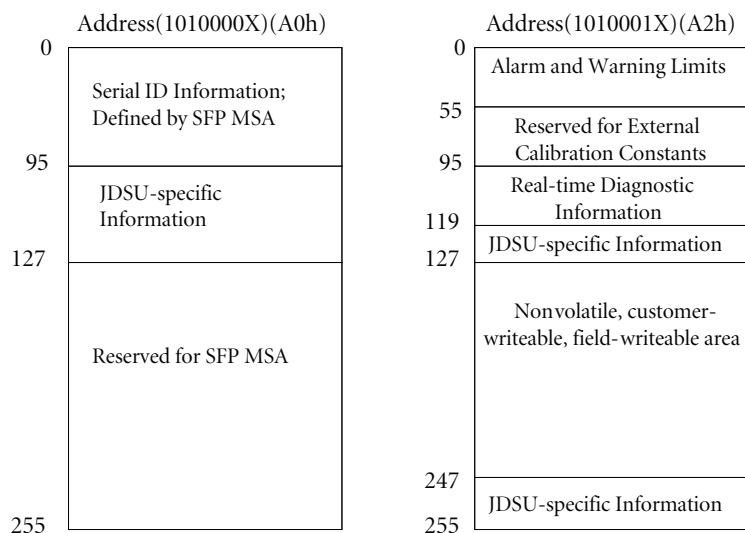 Address(1010000X)(A0h)
0
Serial ID Information;
Defined by SFP MSA
95
JDSU-specific
Information
127
Reserved for SFP MSA
255
Address(1010001X)(A2h)
0
Alarm and Warning Limits
55
Reserved for External
Calibration Constants
95
Real-time Diagnostic
Information
119
JDSU-specific Information
127
Nonvolatile, customer-
writeable, field-writeable area
247
JDSU-specific Information
255